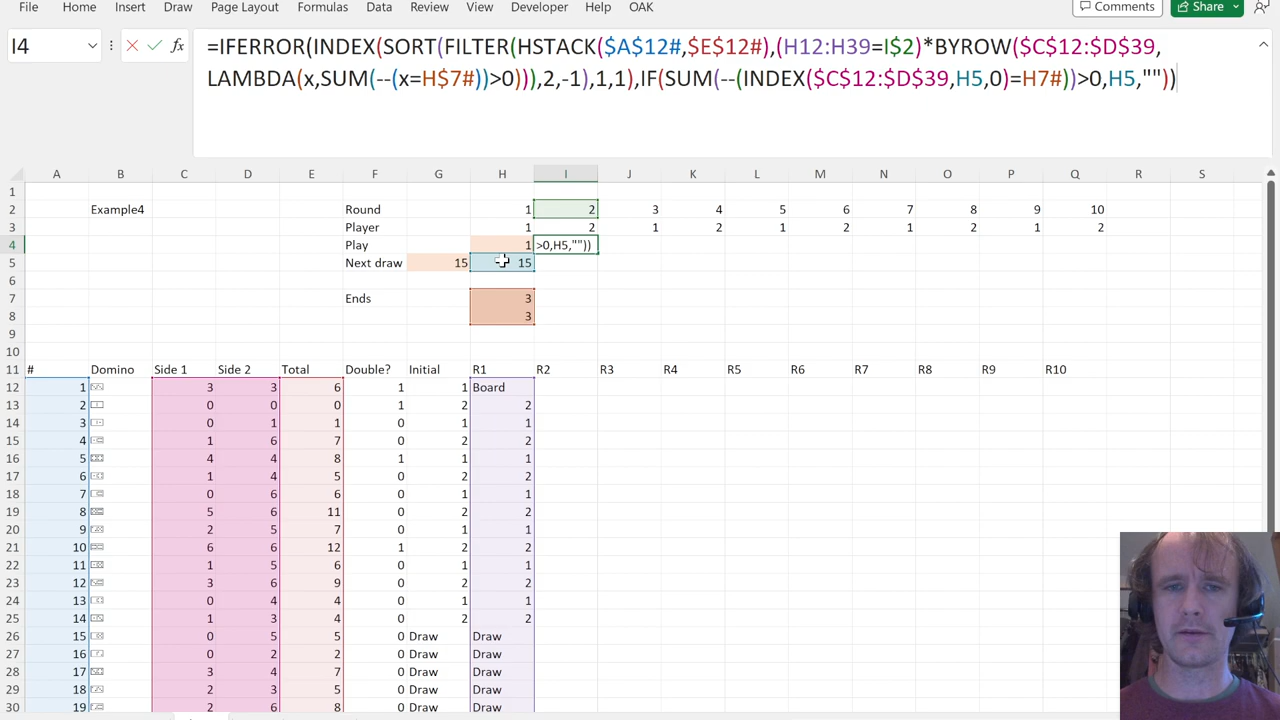 File Home Insert Draw Page Layout Formulas Data Review View Developer Help OAK Comments Share
I4 fx =IFERROR(INDEX(SORT(FILTER(HSTACK($A$12#,$E$12#),(H12:H39=I$2)*BYROW($C$12:$D$39,
LAMBDA(x,SUM(--(x=H$7#))>0))),2,-1),1,1),IF(SUM(--(INDEX($C$12:$D$39,H5,0)=H7#))>0,H5,""))
A B C D E F G H I J K L M N O P Q R S
1
2 Example4 Round 1 2 3 4 5 6 7 8 9 10
3 Player 1 2 1 2 1 2 1 2 1 2
4 Play 1 >0,H5,""))
5 Next draw 15 15
6
7 Ends 3
8 3
9
10
11 # Domino Side 1 Side 2 Total Double? Initial R1 R2 R3 R4 R5 R6 R7 R8 R9 R10
12 1 3 3 6 1 1 Board
13 2 0 0 0 1 2 2
14 3 0 1 1 0 1 1
15 4 1 6 7 0 2 2
16 5 4 4 8 1 1 1
17 6 1 4 5 0 2 2
18 7 0 6 6 0 1 1
19 8 5 6 11 0 2 2
20 9 2 5 7 0 1 1
21 10 6 6 12 1 2 2
22 11 1 5 6 0 1 1
23 12 3 6 9 0 2 2
24 13 0 4 4 0 1 1
25 14 1 3 4 0 2 2
26 15 0 5 5 0 Draw Draw
27 16 0 2 2 0 Draw Draw
28 17 3 4 7 0 Draw Draw
29 18 2 3 5 0 Draw Draw
30 19 2 6 8 0 Draw Draw